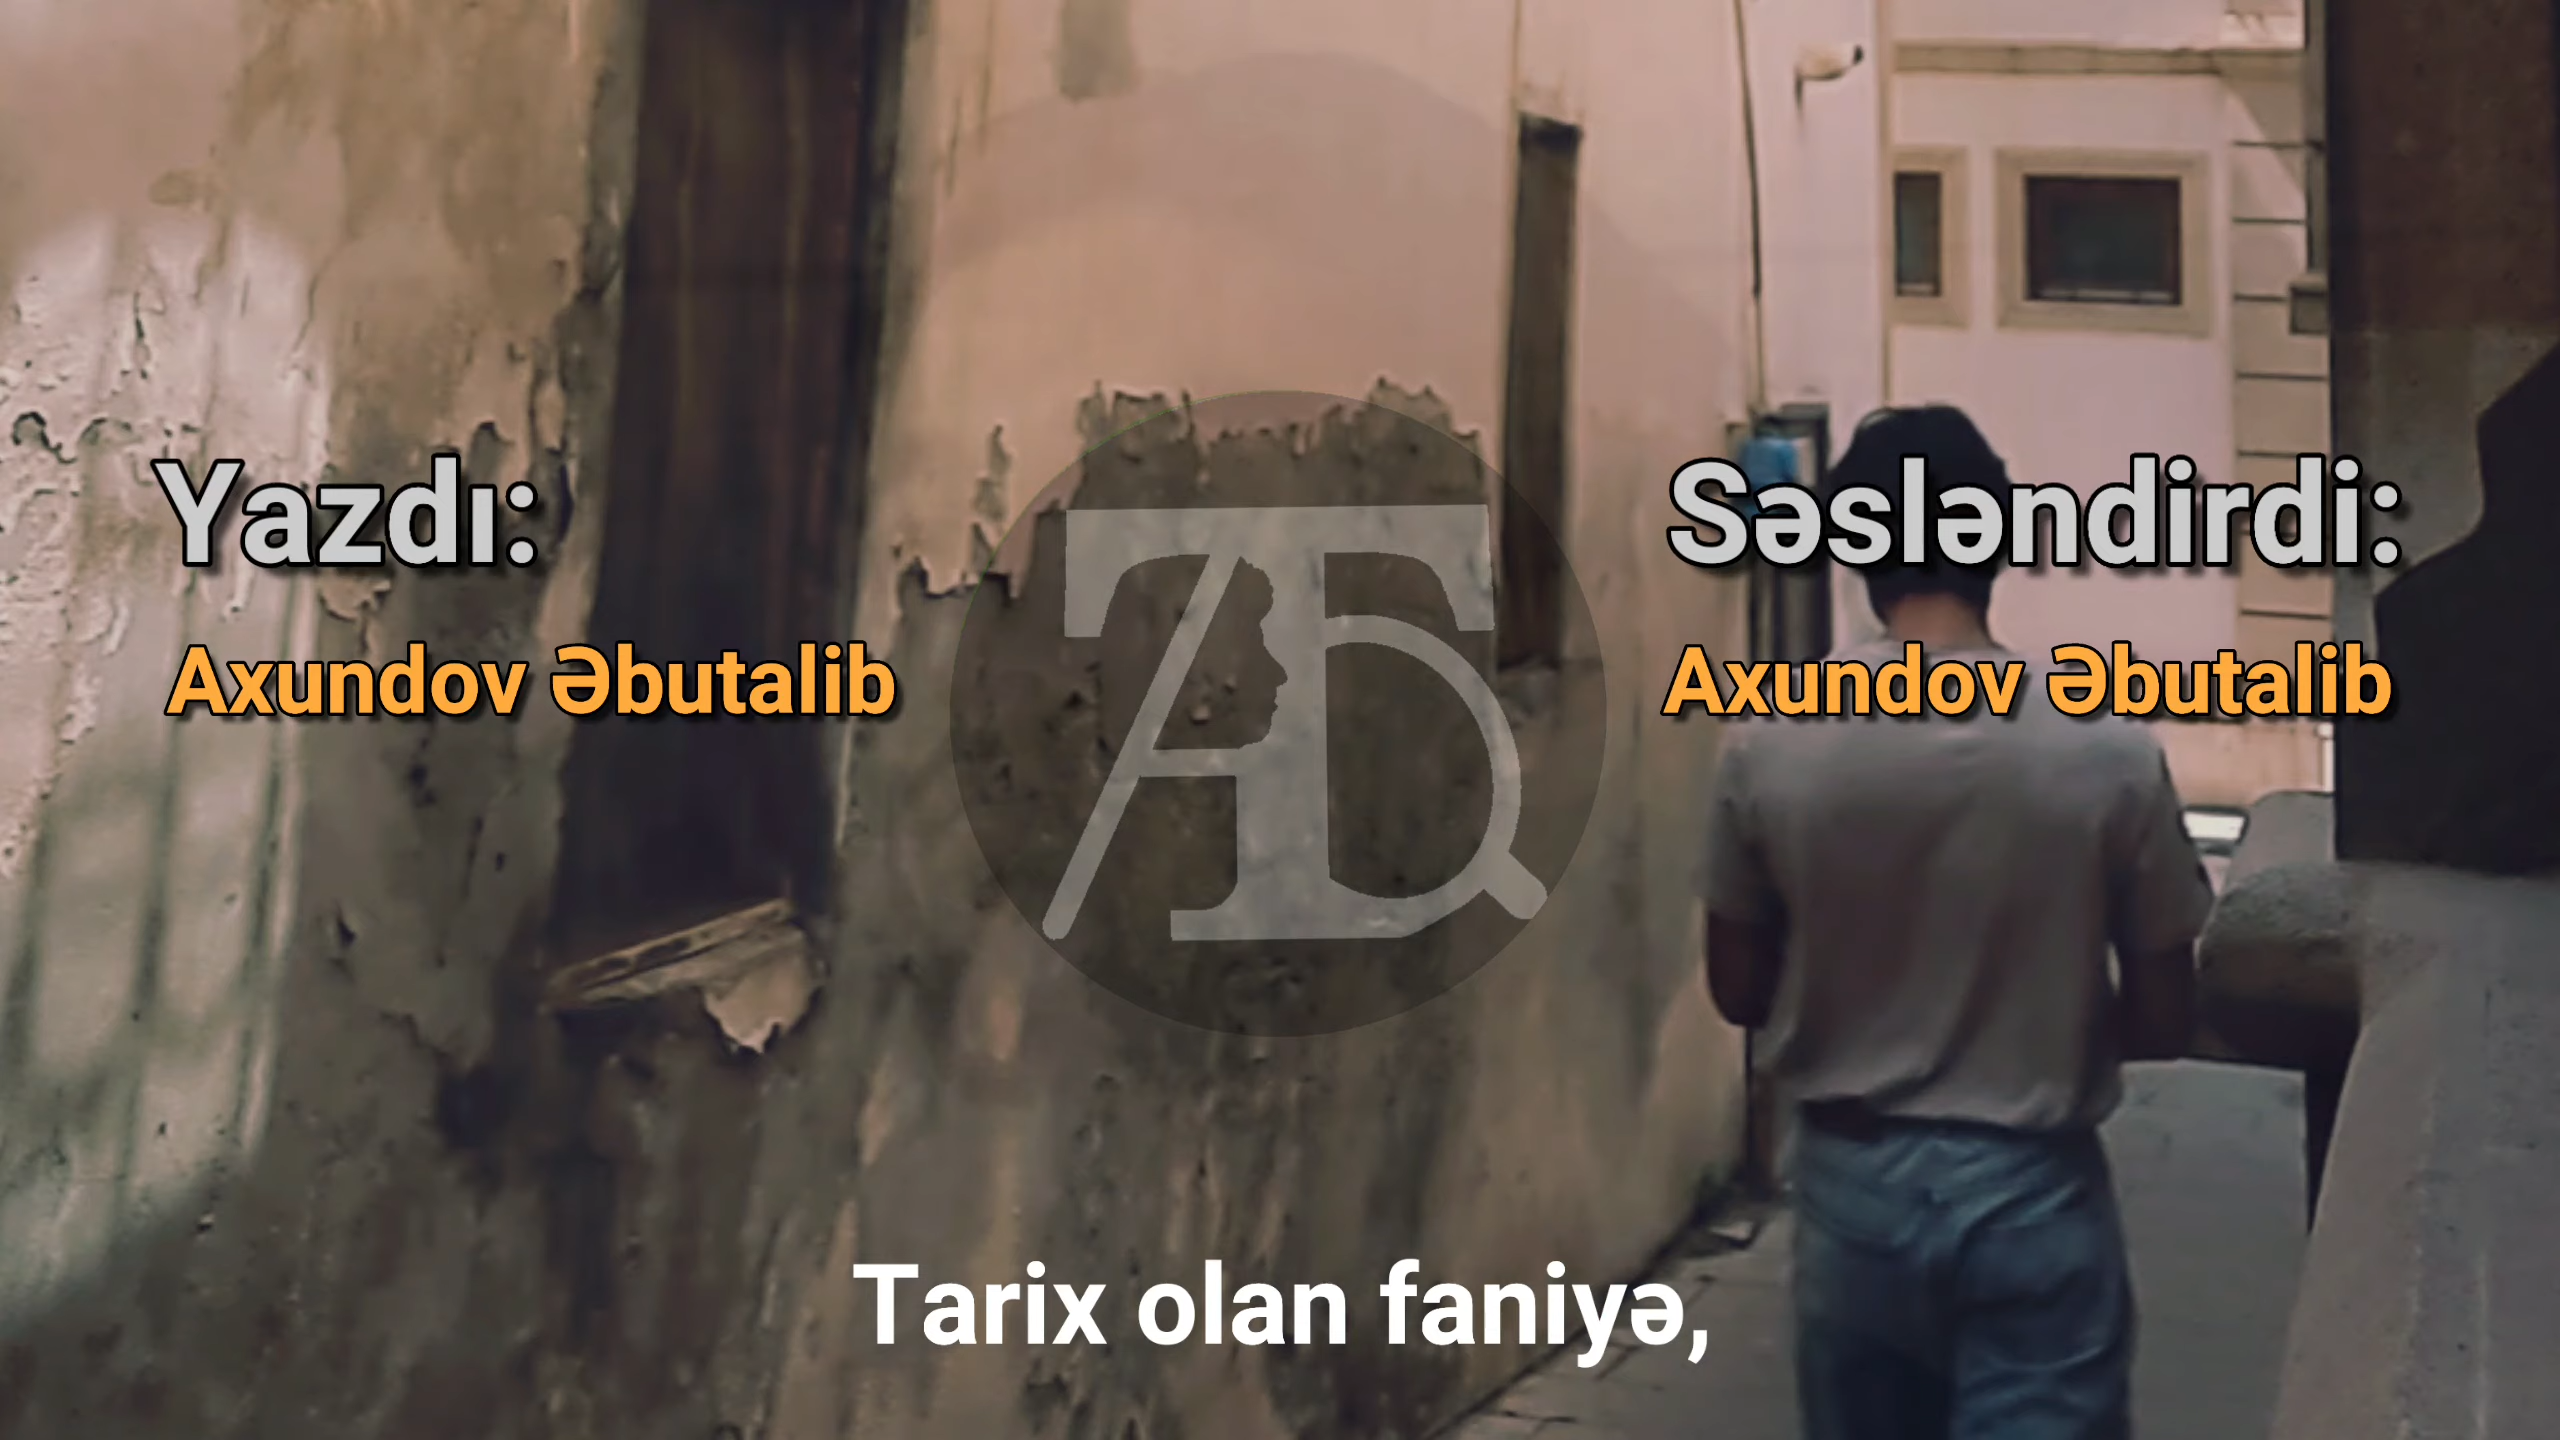 Yazdı:
Axundov Əbutalib
Səsləndirdi:
Axundov Əbutalib
Tarix olan faniyə,